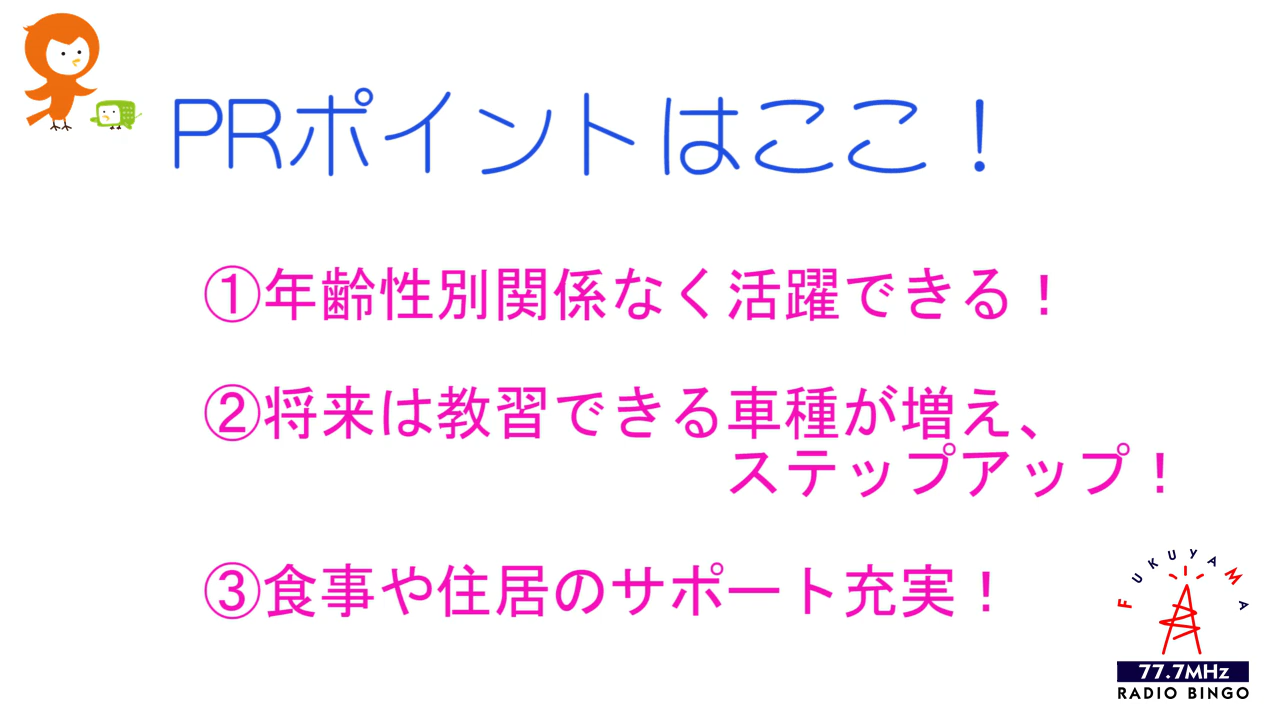 PRポイントはここ！
①年齢性別関係なく活躍できる！
②将来は教習できる車種が増え、
ステップアップ！
③食事や住居のサポート充実！
FUKUYAMA
77.7MHz
RADIO BINGO